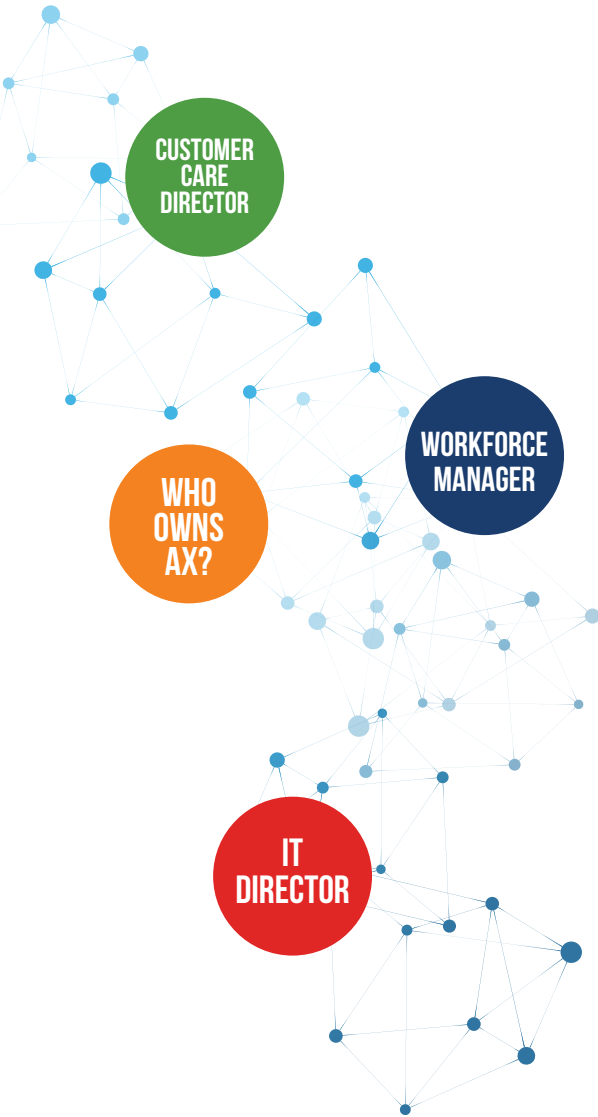 CUSTOMER
CARE
DIRECTOR
WORKFORCE
MANAGER
WHO
OWNS
AX?
IT
DIRECTOR